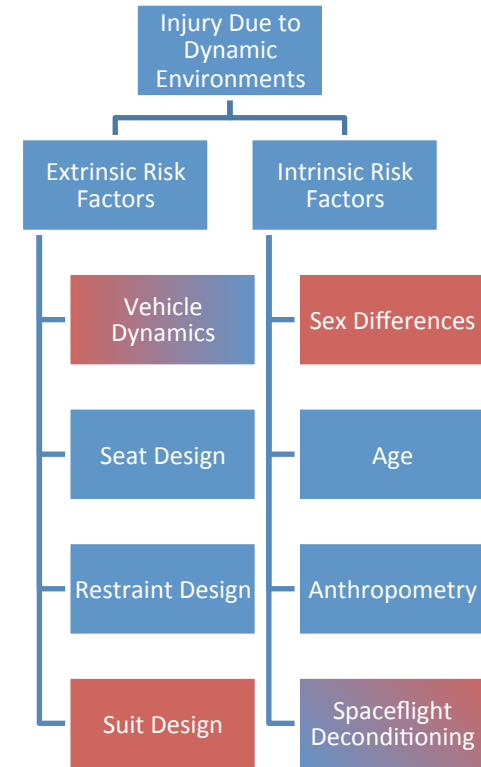 Injury Due to
Dynamic
Environments
Extrinsic Risk
Factors
Intrinsic Risk
Factors
Vehicle
Dynamics
Sex Differences
Seat Design
Age
Restraint Design
Anthropometry
Suit Design
Spaceflight
Deconditioning